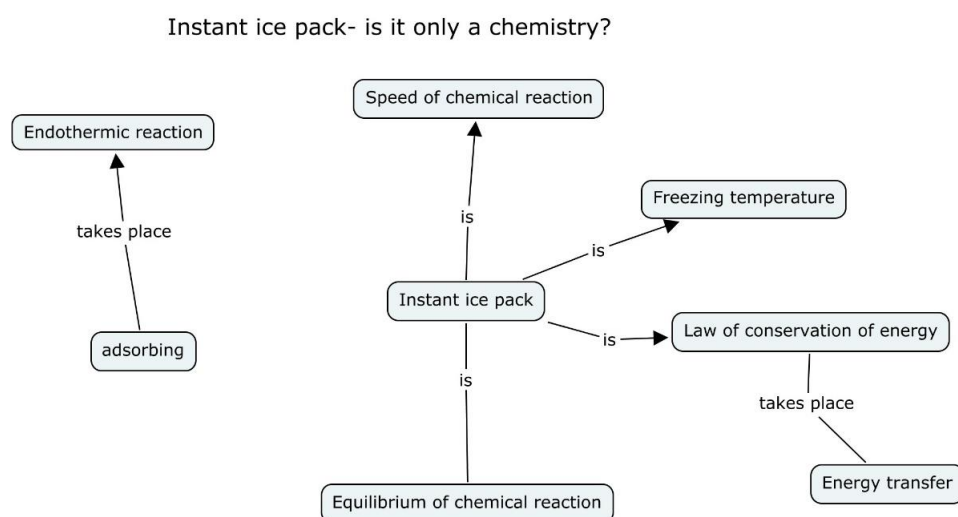 Instant ice pack- is it only a chemistry?
Speed of chemical reaction
Endothermic reaction
Freezing temperature
is
takes place
is
Instant ice pack
Law of conservation of energy
is
adsorbing
is
takes place
Energy transfer
Equilibrium of chemical reaction